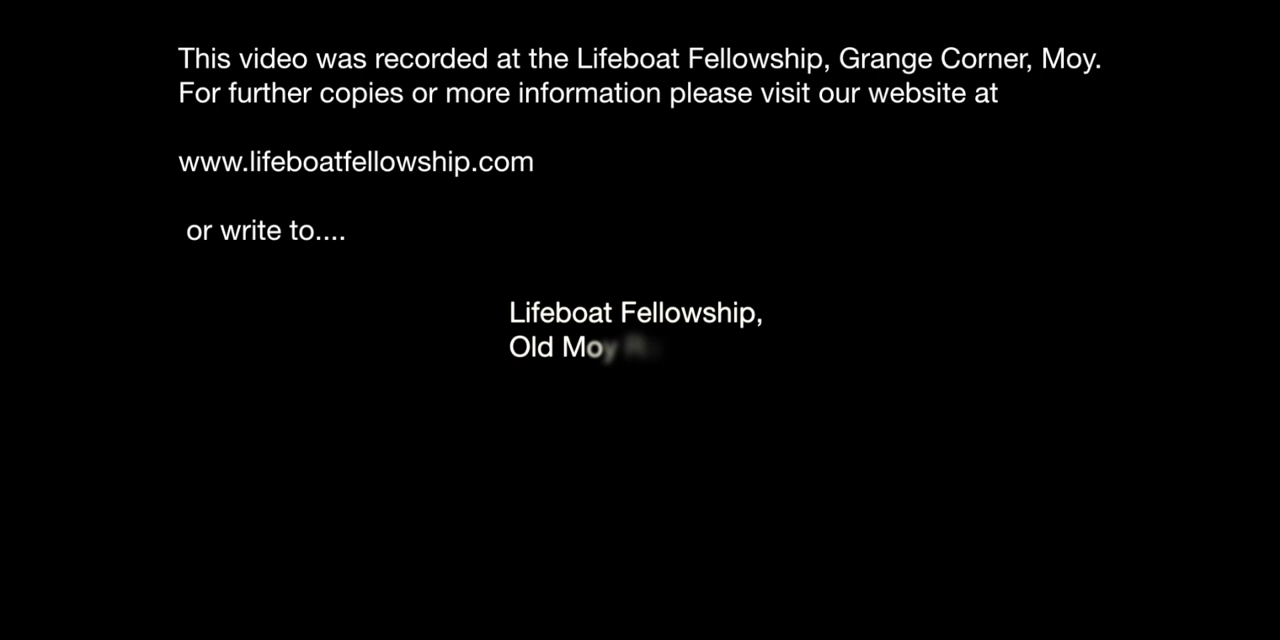 This video was recorded at the Lifeboat Fellowship, Grange Corner, Moy.
For further copies or more information please visit our website at
www.lifeboatfellowship.com
or write to....
Lifeboat Fellowship,
Old Moy